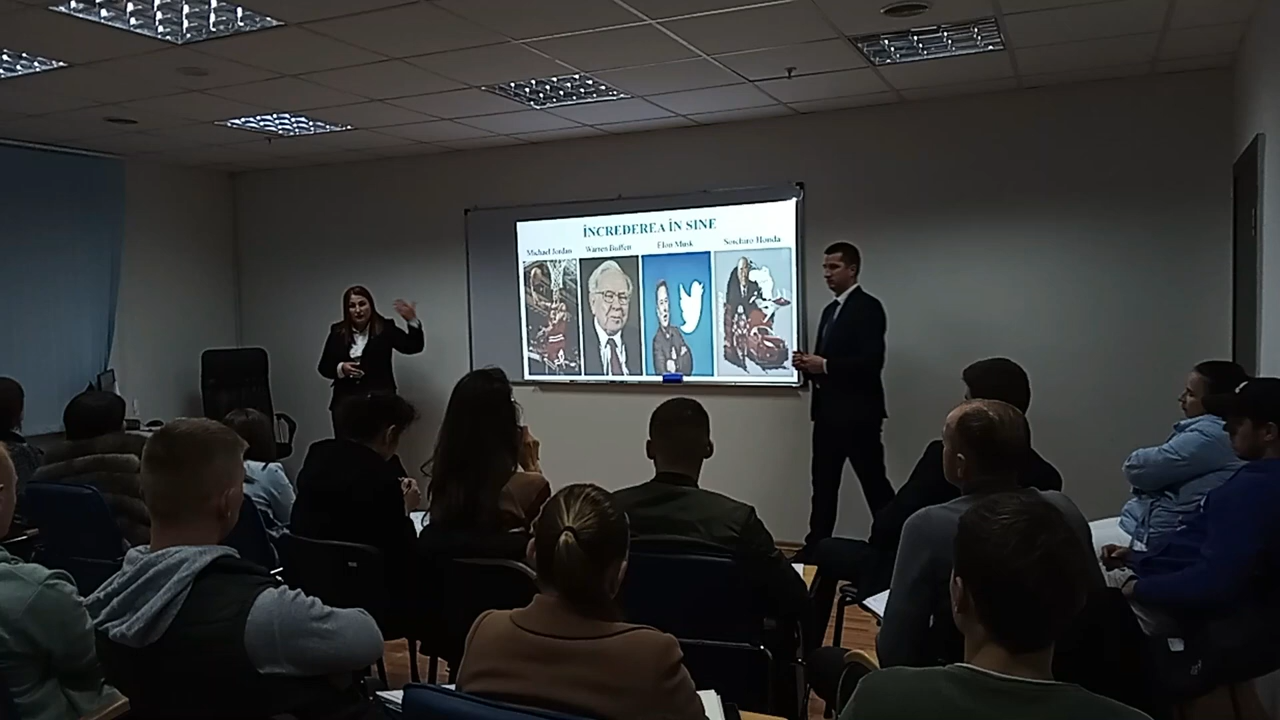 ÎNCREDEREA ÎN SINE
Michael Jordan
Warren Buffett
Elon Musk
Soichiro Honda